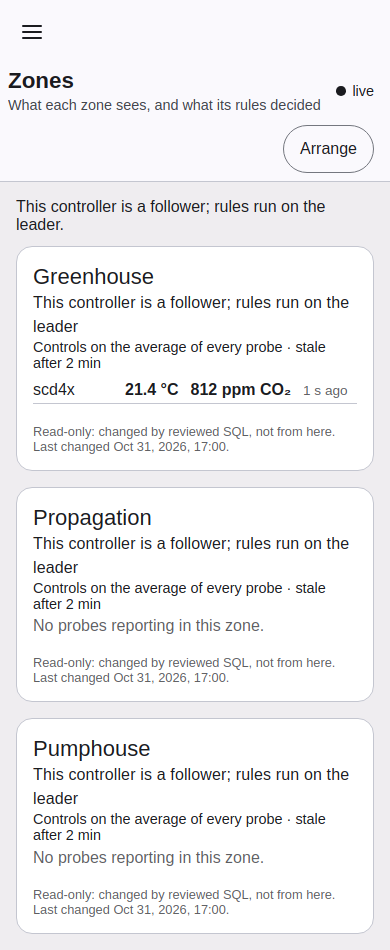 Zones
What each zone sees, and what its rules decided
live
Arrange
This controller is a follower; rules run on the
leader.
Greenhouse
This controller is a follower; rules run on the
leader
Controls on the average of every probe · stale
after 2 min
scd4x 21.4 °C 812 ppm CO₂ 1 s ago
Read-only: changed by reviewed SQL, not from here.
Last changed Oct 31, 2026, 17:00.
Propagation
This controller is a follower; rules run on the
leader
Controls on the average of every probe · stale
after 2 min
No probes reporting in this zone.
Read-only: changed by reviewed SQL, not from here.
Last changed Oct 31, 2026, 17:00.
Pumphouse
This controller is a follower; rules run on the
leader
Controls on the average of every probe · stale
after 2 min
No probes reporting in this zone.
Read-only: changed by reviewed SQL, not from here.
Last changed Oct 31, 2026, 17:00.